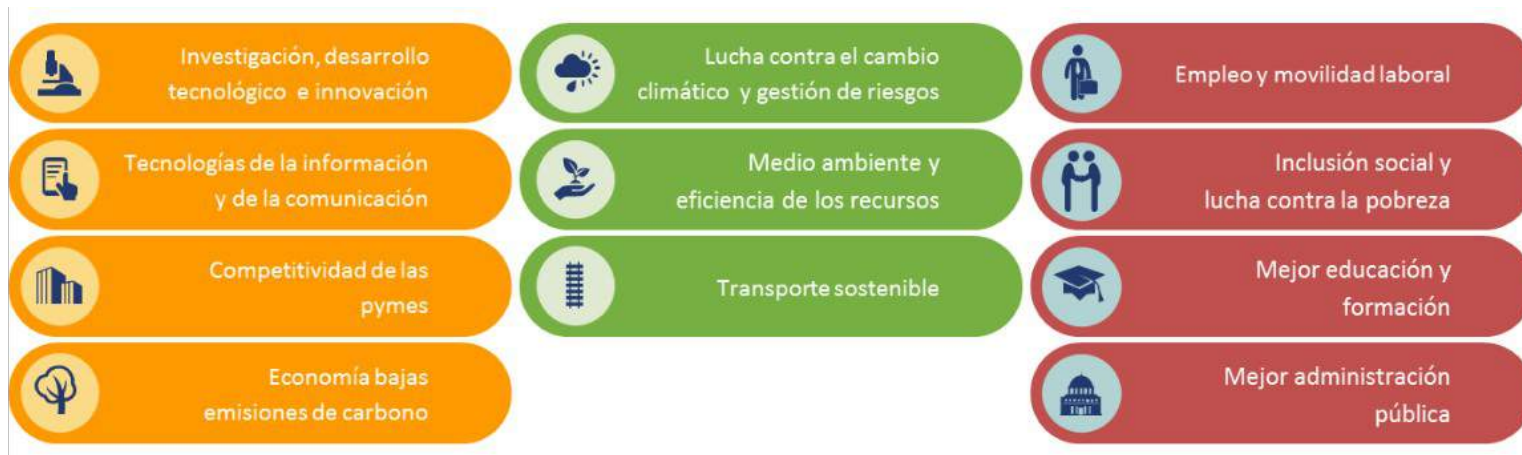 Investigación, desarrollo
tecnológico e innovación
Tecnologías de la información
y de la comunicación
Competitividad de las
pymes
Economía bajas
emisiones de carbono
Lucha contra el cambio
climático y gestión de riesgos
Medio ambiente y
eficiencia de los recursos
Transporte sostenible
Empleo y movilidad laboral
Inclusión social y
lucha contra la pobreza
Mejor educación y
formación
Mejor administración
pública